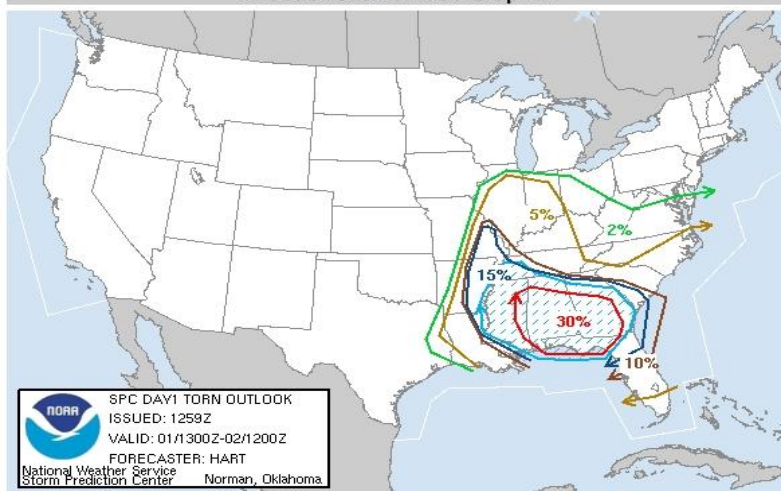 5%
2%
15%
30%
10%
SPC DAY1 TORN OUTLOOK
ISSUED: 1259Z
VALID: 01/1300Z-02/1200Z
FORECASTER: HART
NOAA
National Weather Service
Storm Prediction Center Norman, Oklahoma